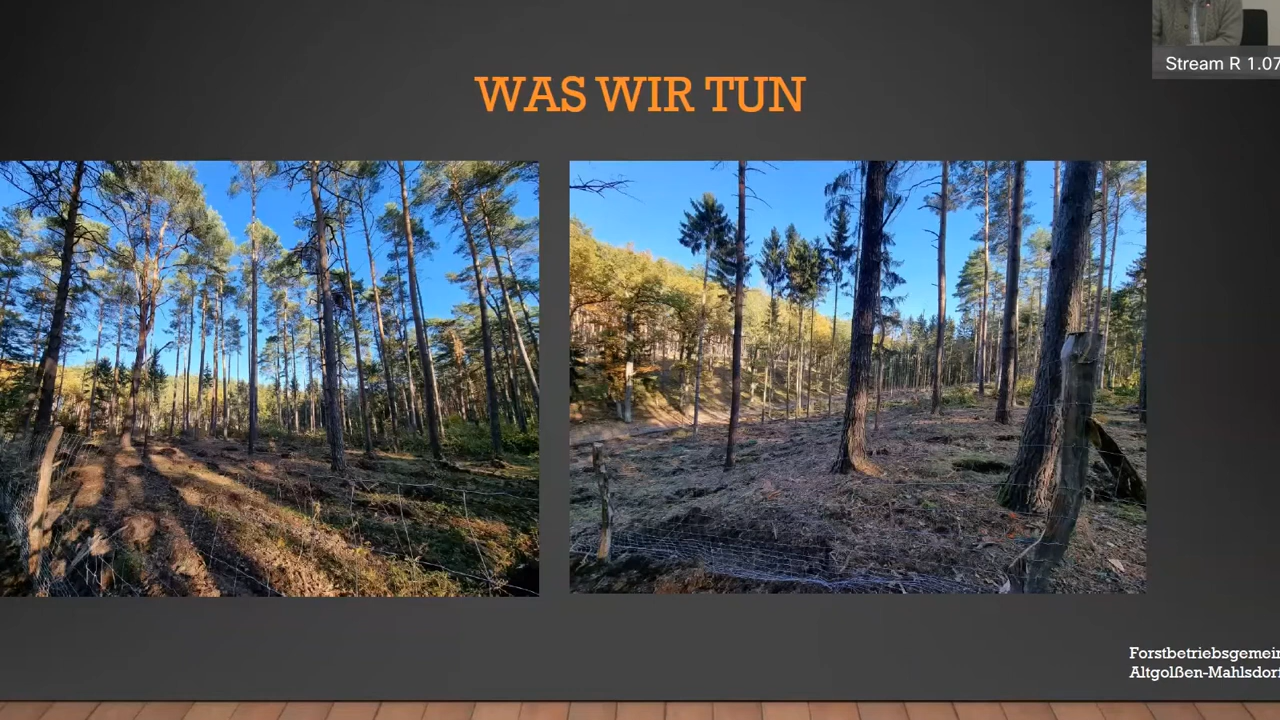 Stream R 1.07
WAS WIR TUN
Forstbetriebsgemein
Altgolßen-Mahlsdorf